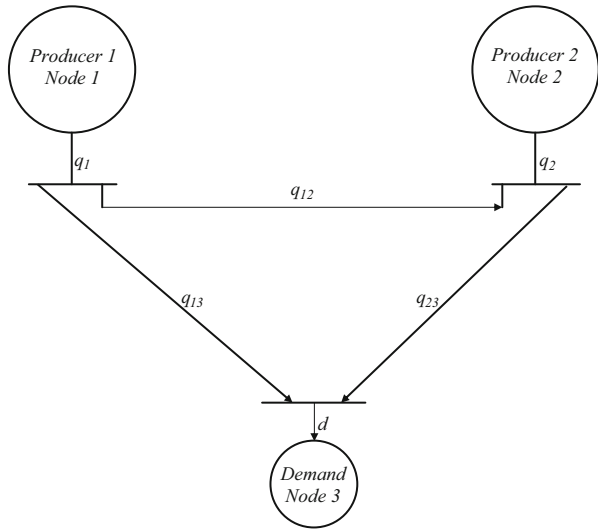 Producer 1
Node 1
Producer 2
Node 2
q1
q2
q12
q13
q23
d
Demand
Node 3